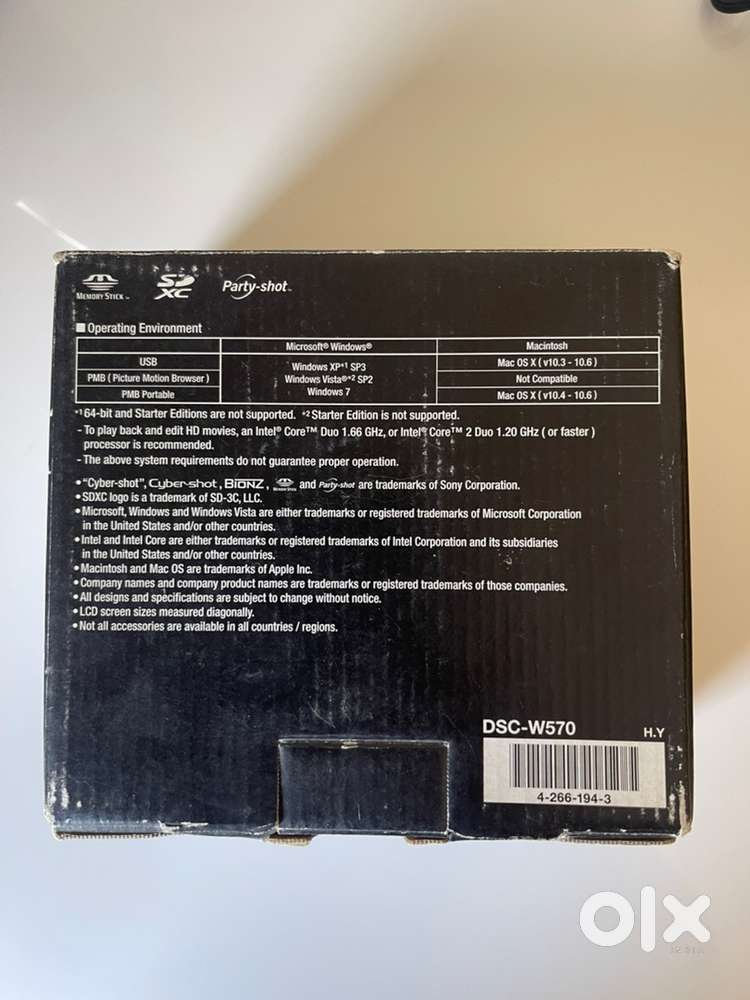 MEMORY STICK TM
SD XC
Party-shot TM
■ Operating Environment
Microsoft® Windows® Macintosh
USB Windows XP*1 SP3 Mac OS X ( v10.3 - 10.6 )
PMB ( Picture Motion Browser ) Windows Vista®*2 SP2 Not Compatible
PMB Portable Windows 7 Mac OS X ( v10.4 - 10.6 )
*1 64-bit and Starter Editions are not supported. *2 Starter Edition is not supported.
- To play back and edit HD movies, an Intel® Core™ Duo 1.66 GHz, or Intel® Core™ 2 Duo 1.20 GHz ( or faster )
processor is recommended.
- The above system requirements do not guarantee proper operation.
• "Cyber-shot", Cyber-shot, BIONZ, MEMORY STICK and Party-shot are trademarks of Sony Corporation.
• SDXC logo is a trademark of SD-3C, LLC.
• Microsoft, Windows and Windows Vista are either trademarks or registered trademarks of Microsoft Corporation
in the United States and/or other countries.
• Intel and Intel Core are either trademarks or registered trademarks of Intel Corporation and its subsidiaries
in the United States and/or other countries.
• Macintosh and Mac OS are trademarks of Apple Inc.
• Company names and company product names are trademarks or registered trademarks of those companies.
• All designs and specifications are subject to change without notice.
• LCD screen sizes measured diagonally.
• Not all accessories are available in all countries / regions.
DSC-W570 H.Y
4-266-194-3
olx